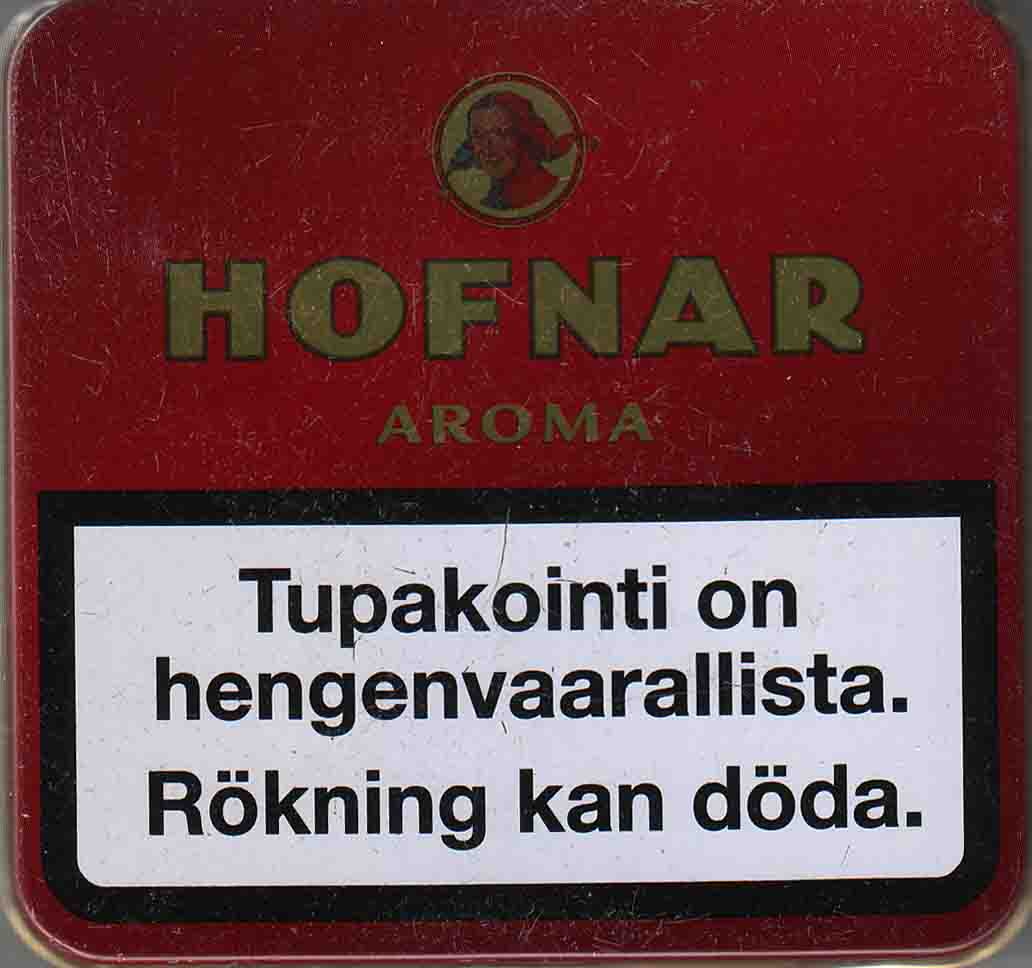 HOFNAR
AROMA
Tupakointi on
hengenvaarallista.
Rökning kan döda.